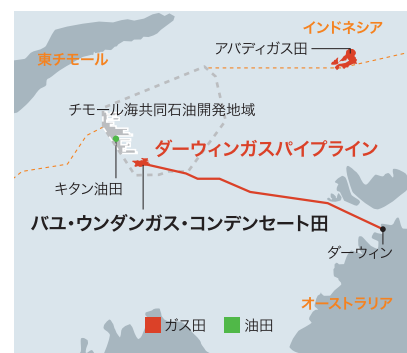 インドネシア
アバディガス田
東チモール
チモール海共同石油開発地域
ダーウィンガスパイプライン
キタン油田
バユ・ウンダンガス・コンデンセート田
ダーウィン
オーストラリア
ガス田
油田